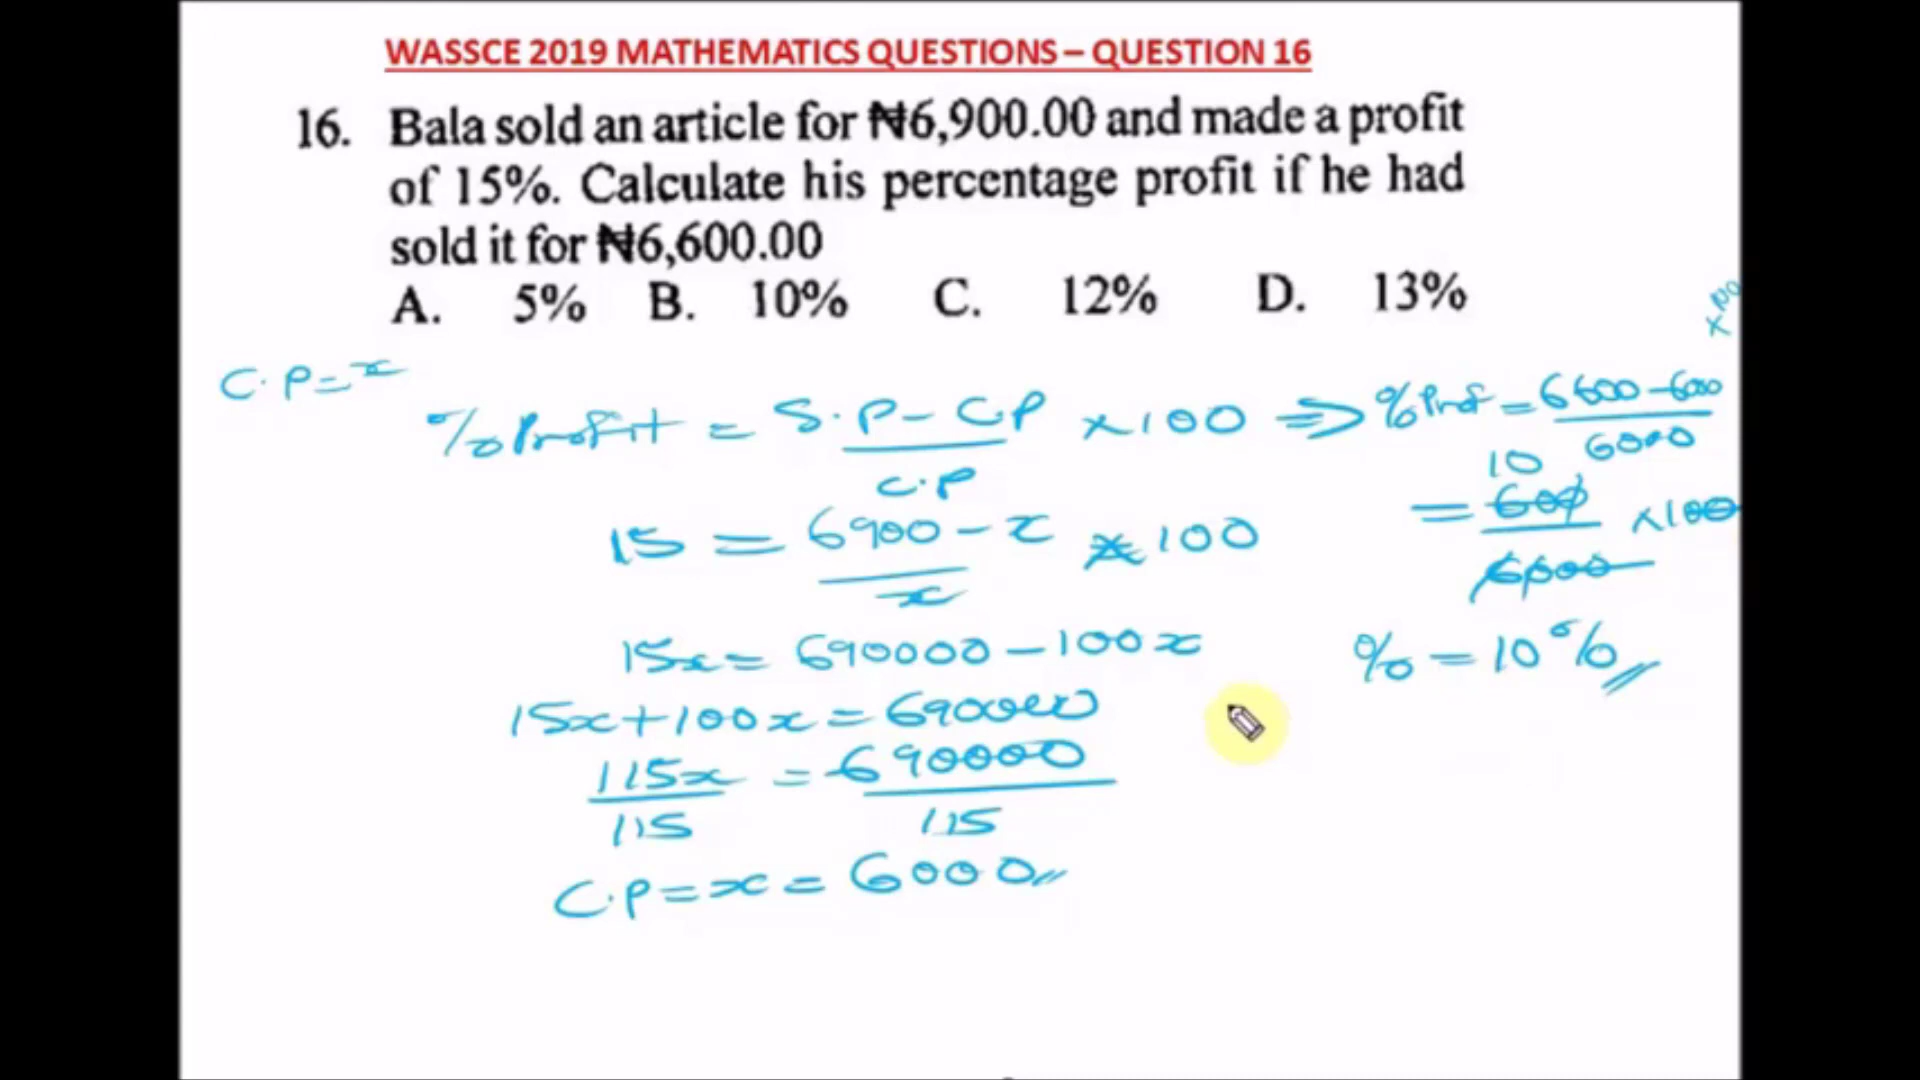 WASSCE 2019 MATHEMATICS QUESTIONS – QUESTION 16
16. Bala sold an article for ₦6,900.00 and made a profit
of 15%. Calculate his percentage profit if he had
sold it for ₦6,600.00
A. 5% B. 10% C. 12% D. 13%
C.P = x
% Profit = S.P - C.P / C.P × 100 ⇒ % Prof = 6600 - 6000 / 6000 × 100
15 = 6900 - x / x × 100
= 600 / 6000 × 100
10
15x = 690000 - 100x
% = 10%
15x + 100x = 690000
115x / 115 = 690000 / 115
C.P = x = 6000